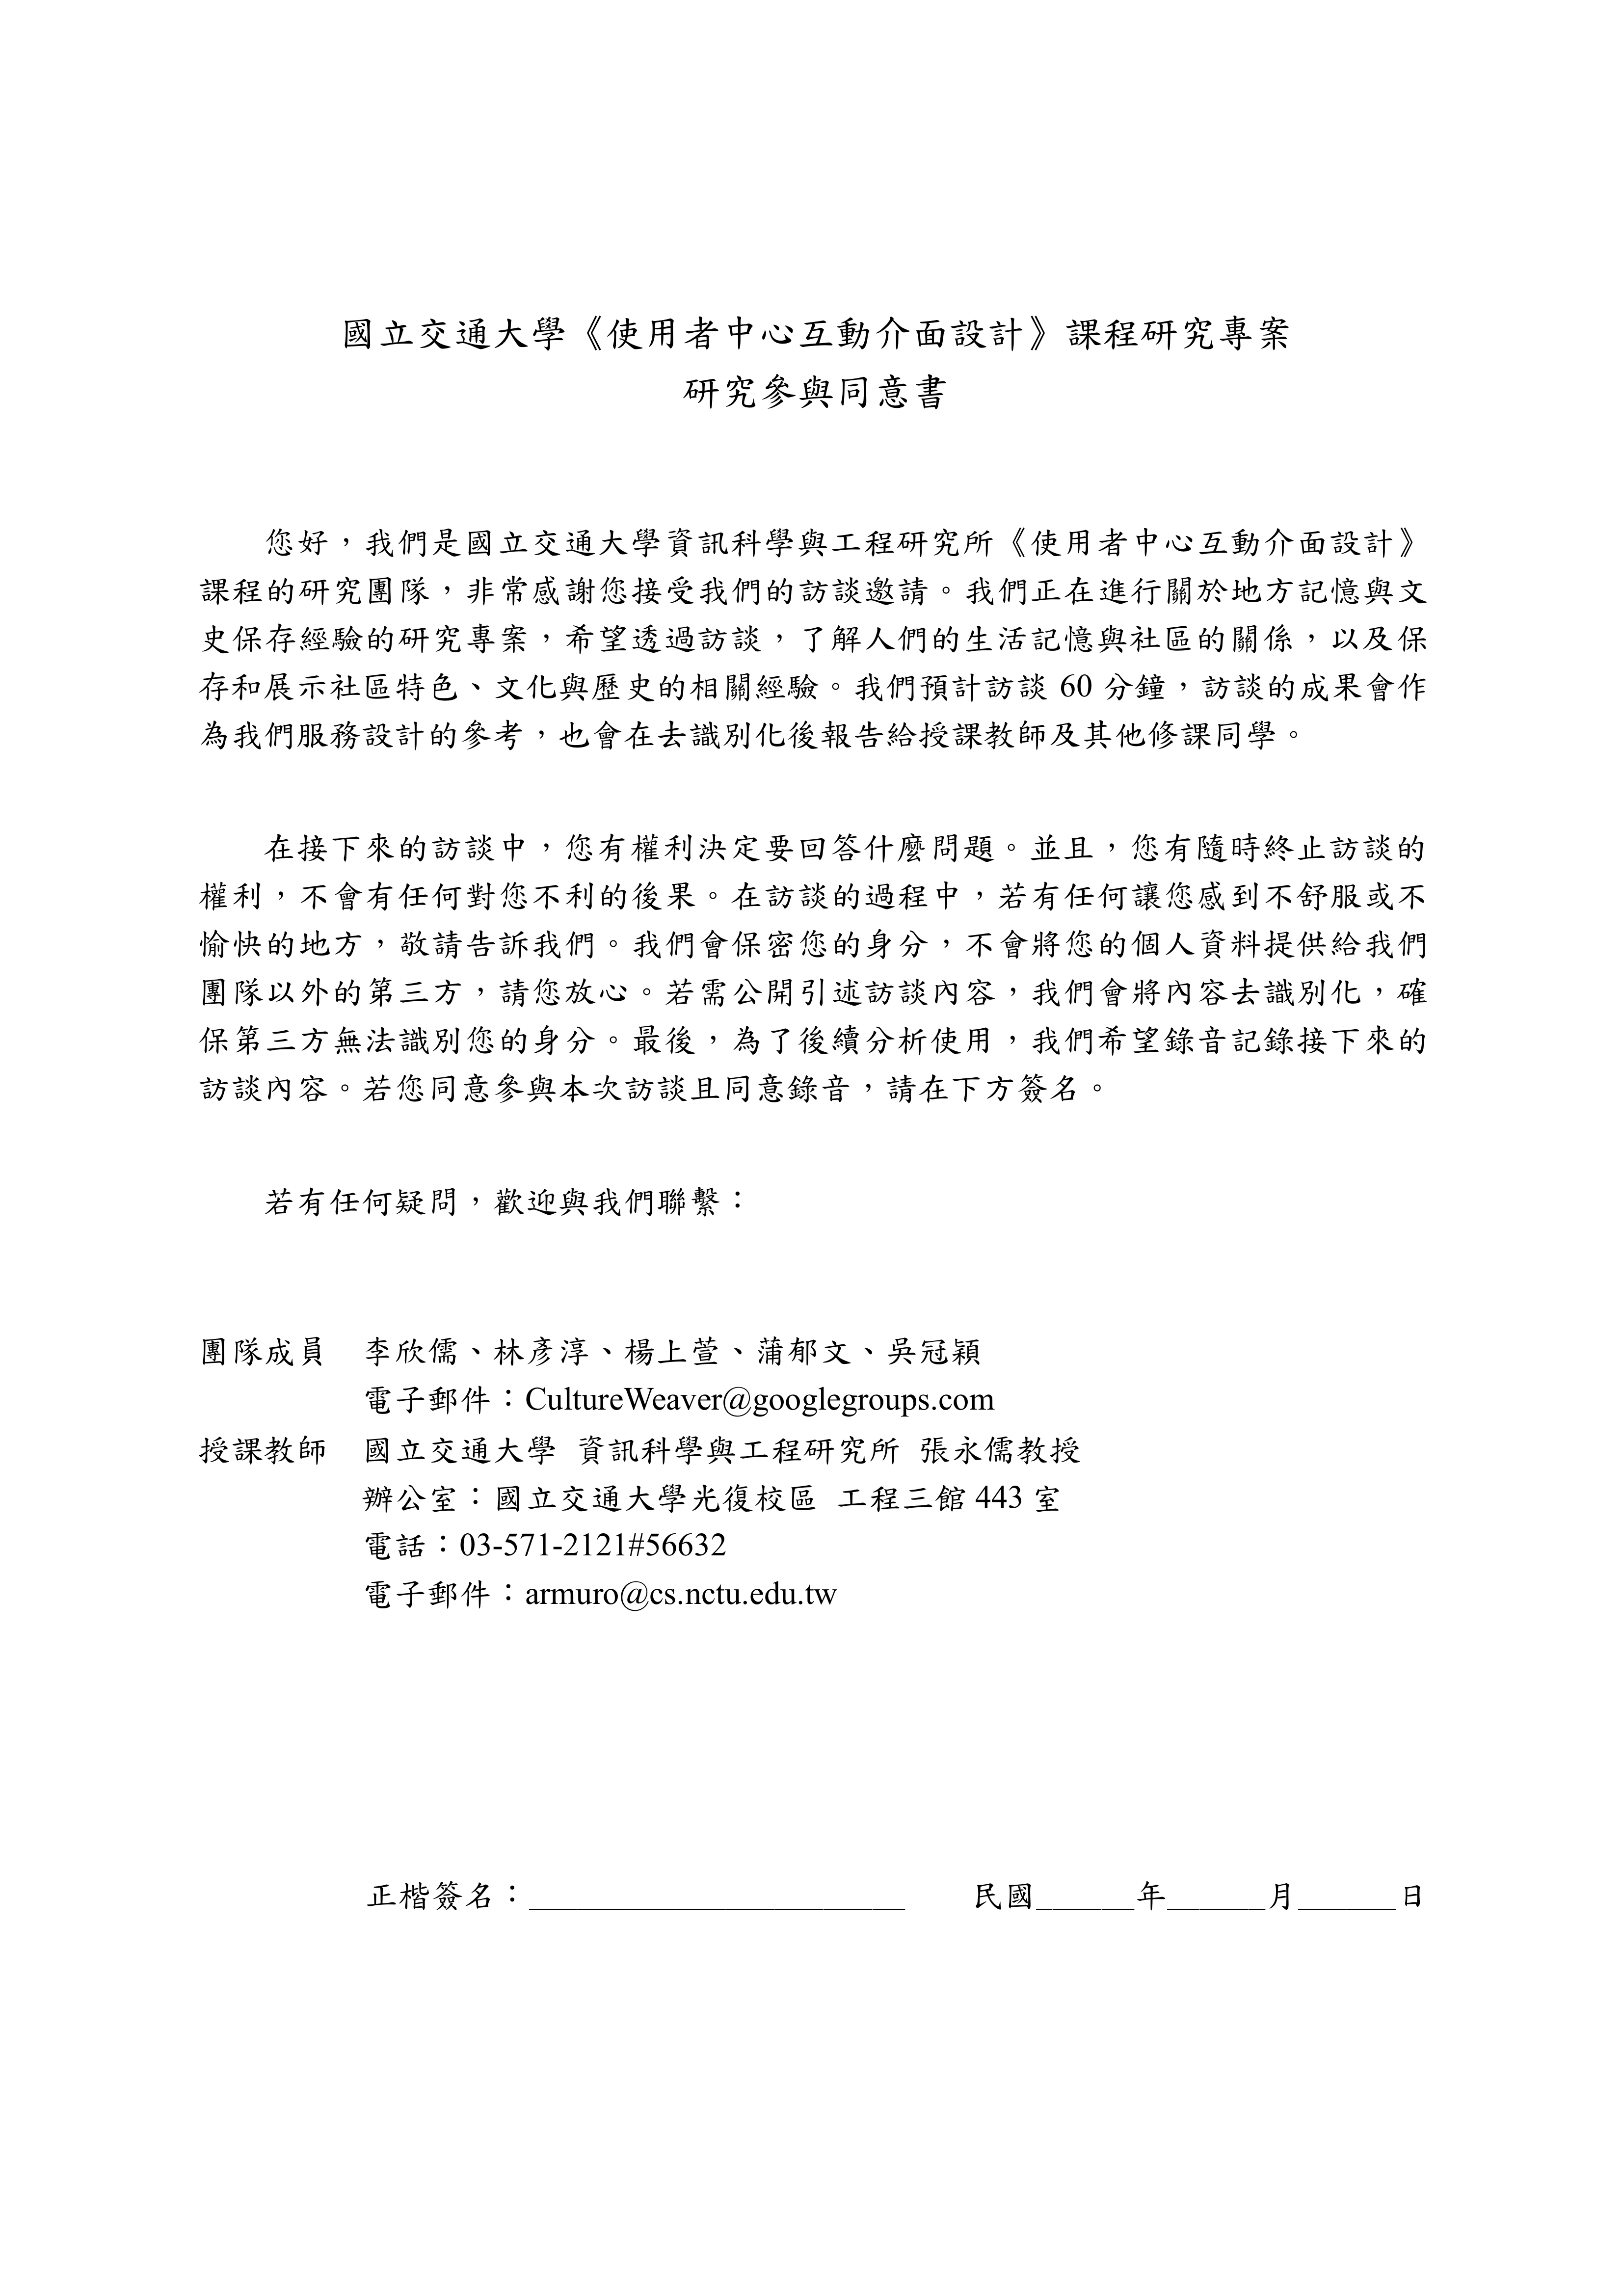 國立交通大學《使用者中心互動介面設計》課程研究專案
研究參與同意書
您好，我們是國立交通大學資訊科學與工程研究所《使用者中心互動介面設計》
課程的研究團隊，非常感謝您接受我們的訪談邀請。我們正在進行關於地方記憶與文
史保存經驗的研究專案，希望透過訪談，了解人們的生活記憶與社區的關係，以及保
存和展示社區特色、文化與歷史的相關經驗。我們預計訪談 60 分鐘，訪談的成果會作
為我們服務設計的參考，也會在去識別化後報告給授課教師及其他修課同學。
在接下來的訪談中，您有權利決定要回答什麼問題。並且，您有隨時終止訪談的
權利，不會有任何對您不利的後果。在訪談的過程中，若有任何讓您感到不舒服或不
愉快的地方，敬請告訴我們。我們會保密您的身分，不會將您的個人資料提供給我們
團隊以外的第三方，請您放心。若需公開引述訪談內容，我們會將內容去識別化，確
保第三方無法識別您的身分。最後，為了後續分析使用，我們希望錄音記錄接下來的
訪談內容。若您同意參與本次訪談且同意錄音，請在下方簽名。
若有任何疑問，歡迎與我們聯繫：
團隊成員 李欣儒、林彥淳、楊上萱、蒲郁文、吳冠穎
電子郵件：CultureWeaver@googlegroups.com
授課教師 國立交通大學 資訊科學與工程研究所 張永儒教授
辦公室：國立交通大學光復校區 工程三館 443 室
電話：03-571-2121#56632
電子郵件：armuro@cs.nctu.edu.tw
正楷簽名：_______________________ 民國______年______月______日